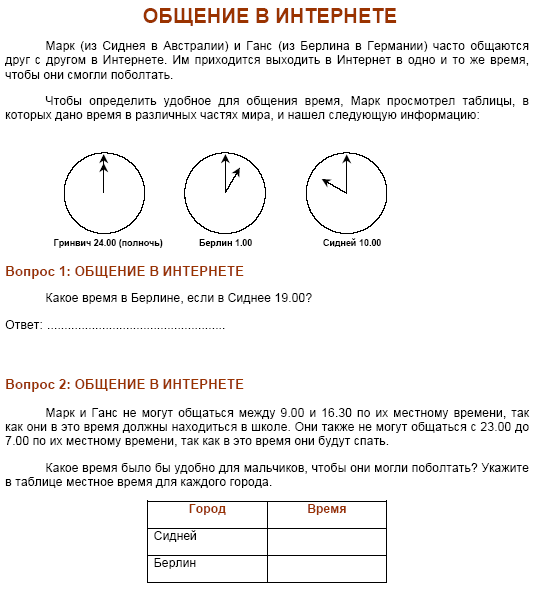 ОБЩЕНИЕ В ИНТЕРНЕТЕ
Марк (из Сиднея в Австралии) и Ганс (из Берлина в Германии) часто общаются
друг с другом в Интернете. Им приходится выходить в Интернет в одно и то же время,
чтобы они смогли поболтать.
Чтобы определить удобное для общения время, Марк просмотрел таблицы, в
которых дано время в различных частях мира, и нашел следующую информацию:
Гринвич 24.00 (полночь) Берлин 1.00 Сидней 10.00
Вопрос 1: ОБЩЕНИЕ В ИНТЕРНЕТЕ
Какое время в Берлине, если в Сиднее 19.00?
Ответ: ....................................................
Вопрос 2: ОБЩЕНИЕ В ИНТЕРНЕТЕ
Марк и Ганс не могут общаться между 9.00 и 16.30 по их местному времени, так
как они в это время должны находиться в школе. Они также не могут общаться с 23.00 до
7.00 по их местному времени, так как в это время они будут спать.
Какое время было бы удобно для мальчиков, чтобы они могли поболтать? Укажите
в таблице местное время для каждого города.
Город Время
Сидней
Берлин